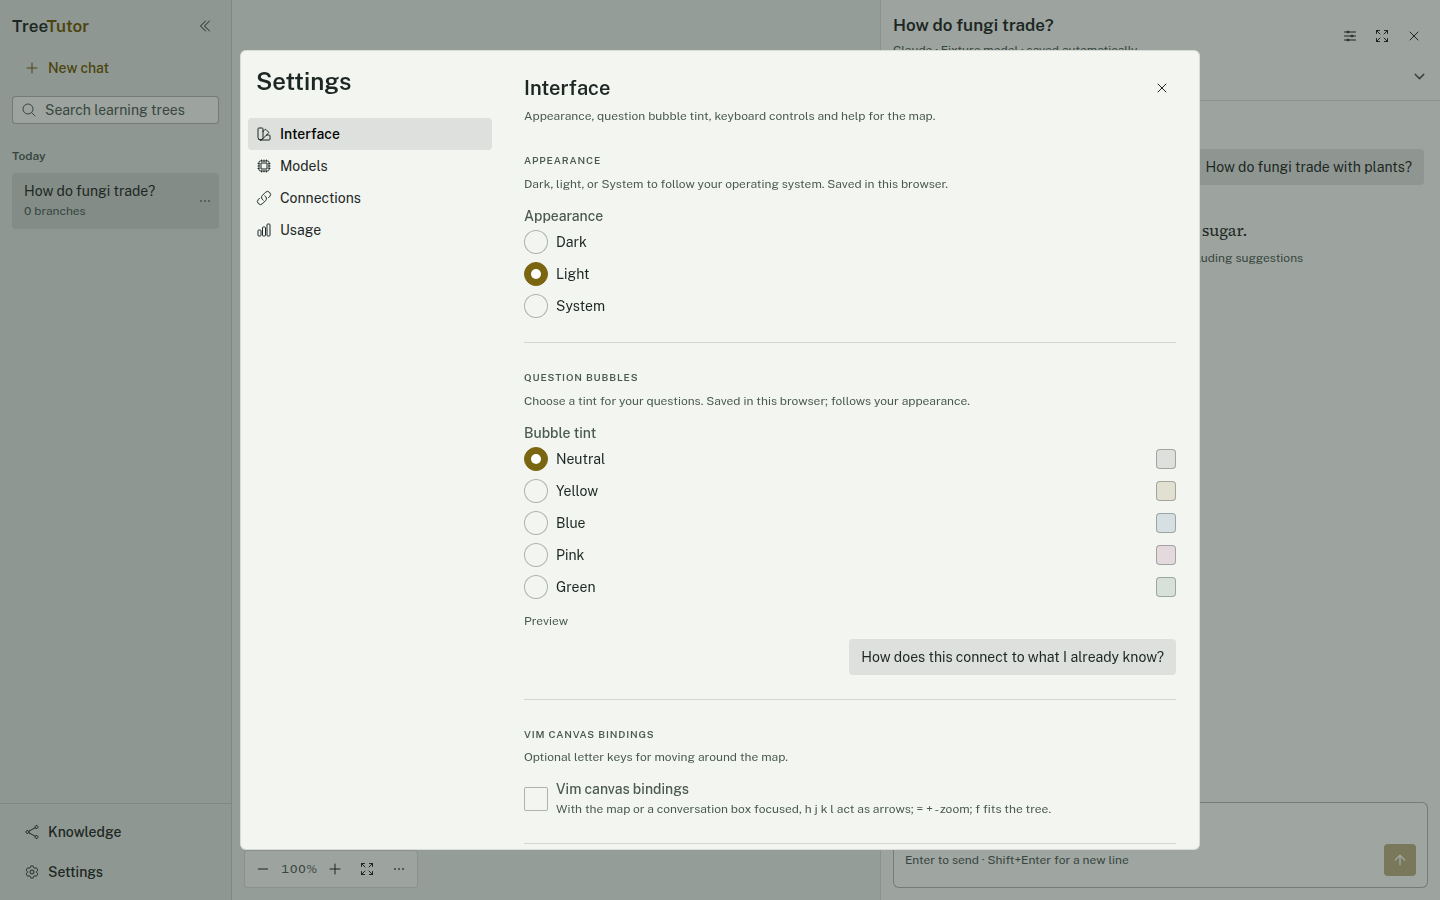 TreeTutor
New chat
Search learning trees
Today
How do fungi trade?
0 branches
Knowledge
Settings
Settings
Interface
Models
Connections
Usage
Interface
Appearance, question bubble tint, keyboard controls and help for the map.
APPEARANCE
Dark, light, or System to follow your operating system. Saved in this browser.
Appearance
Dark
Light
System
QUESTION BUBBLES
Choose a tint for your questions. Saved in this browser; follows your appearance.
Bubble tint
Neutral
Yellow
Blue
Pink
Green
Preview
How does this connect to what I already know?
VIM CANVAS BINDINGS
Optional letter keys for moving around the map.
Vim canvas bindings
With the map or a conversation box focused, h j k l act as arrows; = + - zoom; f fits the tree.
100%
How do fungi trade?
Claude · Fixture model · saved automatically
How do fungi trade with plants?
sugar.
suggestions
Enter to send · Shift+Enter for a new line